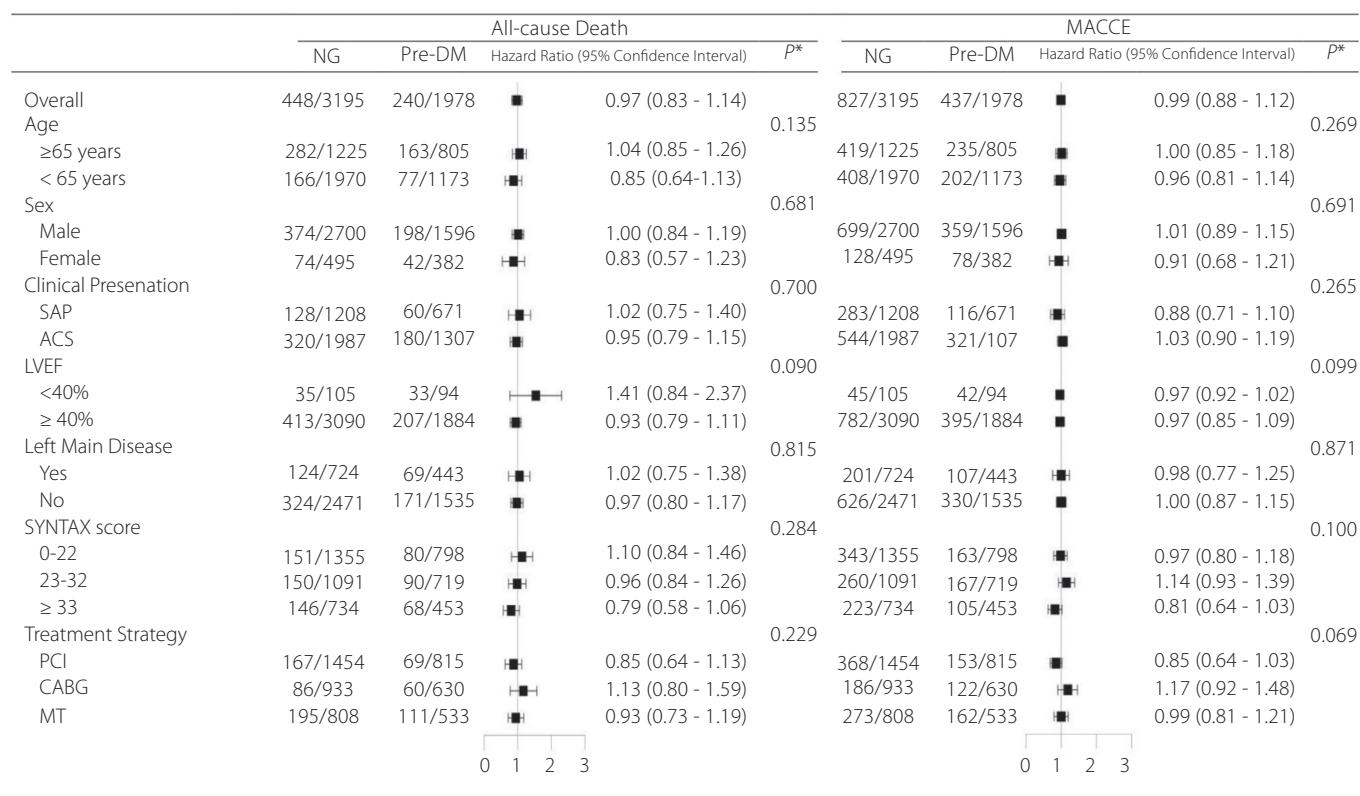 All-cause Death MACCE
NG Pre-DM Hazard Ratio (95% Confidence Interval) P* NG Pre-DM Hazard Ratio (95% Confidence Interval) P*
Overall 448/3195 240/1978 0.97 (0.83 - 1.14) 827/3195 437/1978 0.99 (0.88 - 1.12)
Age 0.135 0.269
≥65 years 282/1225 163/805 1.04 (0.85 - 1.26) 419/1225 235/805 1.00 (0.85 - 1.18)
< 65 years 166/1970 77/1173 0.85 (0.64-1.13) 408/1970 202/1173 0.96 (0.81 - 1.14)
Sex 0.681 0.691
Male 374/2700 198/1596 1.00 (0.84 - 1.19) 699/2700 359/1596 1.01 (0.89 - 1.15)
Female 74/495 42/382 0.83 (0.57 - 1.23) 128/495 78/382 0.91 (0.68 - 1.21)
Clinical Presenation 0.700 0.265
SAP 128/1208 60/671 1.02 (0.75 - 1.40) 283/1208 116/671 0.88 (0.71 - 1.10)
ACS 320/1987 180/1307 0.95 (0.79 - 1.15) 544/1987 321/107 1.03 (0.90 - 1.19)
LVEF 0.090 0.099
<40% 35/105 33/94 1.41 (0.84 - 2.37) 45/105 42/94 0.97 (0.92 - 1.02)
≥ 40% 413/3090 207/1884 0.93 (0.79 - 1.11) 782/3090 395/1884 0.97 (0.85 - 1.09)
Left Main Disease 0.815 0.871
Yes 124/724 69/443 1.02 (0.75 - 1.38) 201/724 107/443 0.98 (0.77 - 1.25)
No 324/2471 171/1535 0.97 (0.80 - 1.17) 626/2471 330/1535 1.00 (0.87 - 1.15)
SYNTAX score 0.284 0.100
0-22 151/1355 80/798 1.10 (0.84 - 1.46) 343/1355 163/798 0.97 (0.80 - 1.18)
23-32 150/1091 90/719 0.96 (0.84 - 1.26) 260/1091 167/719 1.14 (0.93 - 1.39)
≥ 33 146/734 68/453 0.79 (0.58 - 1.06) 223/734 105/453 0.81 (0.64 - 1.03)
Treatment Strategy 0.229 0.069
PCI 167/1454 69/815 0.85 (0.64 - 1.13) 368/1454 153/815 0.85 (0.64 - 1.03)
CABG 86/933 60/630 1.13 (0.80 - 1.59) 186/933 122/630 1.17 (0.92 - 1.48)
MT 195/808 111/533 0.93 (0.73 - 1.19) 273/808 162/533 0.99 (0.81 - 1.21)
0 1 2 3 0 1 2 3